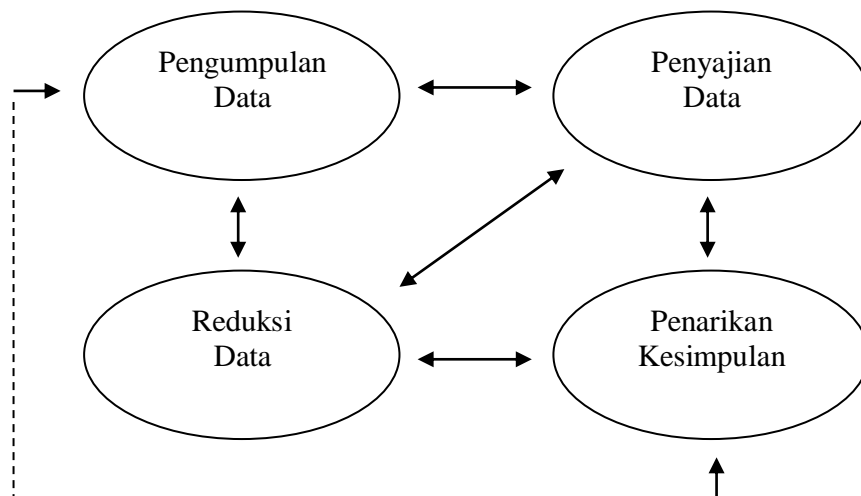 Pengumpulan
Data
Penyajian
Data
Reduksi
Data
Penarikan
Kesimpulan